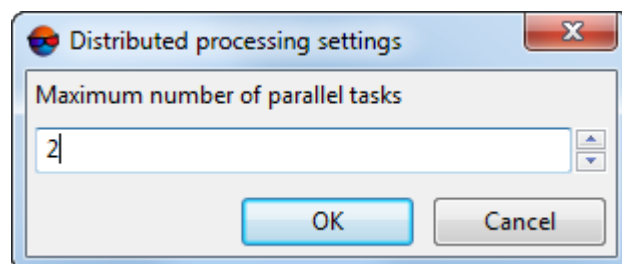 Distributed processing settings
Maximum number of parallel tasks
2
OK
Cancel